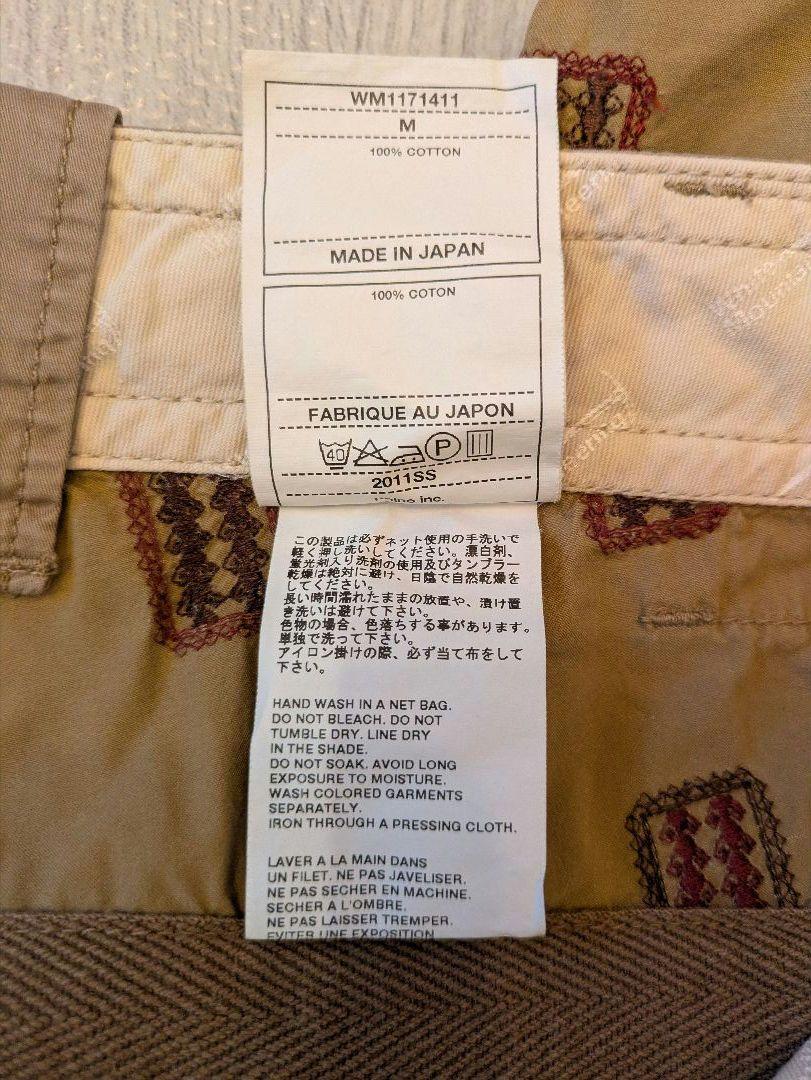 WM1171411
M
100% COTTON
MADE IN JAPAN
100% COTON
FABRIQUE AU JAPON
40 P
2011SS
inc.
この製品は必ずネット使用の手洗いで
軽く押し洗いしてください。漂白剤、
蛍光剤入り洗剤の使用及びタンブラー
乾燥は絶対に避け、日陰で自然乾燥を
してください。
長い時間濡れたままの放置や、漬け置
き洗いは避けて下さい。
色物の場合、色落ちする事があります。
単独で洗って下さい。
アイロン掛けの際、必ず当て布をして
下さい。
HAND WASH IN A NET BAG.
DO NOT BLEACH. DO NOT
TUMBLE DRY. LINE DRY
IN THE SHADE.
DO NOT SOAK. AVOID LONG
EXPOSURE TO MOISTURE.
WASH COLORED GARMENTS
SEPARATELY.
IRON THROUGH A PRESSING CLOTH.
LAVER A LA MAIN DANS
UN FILET. NE PAS JAVELISER.
NE PAS SECHER EN MACHINE.
SECHER A L'OMBRE.
NE PAS LAISSER TREMPER.
EVITER UNE EXPOSITION